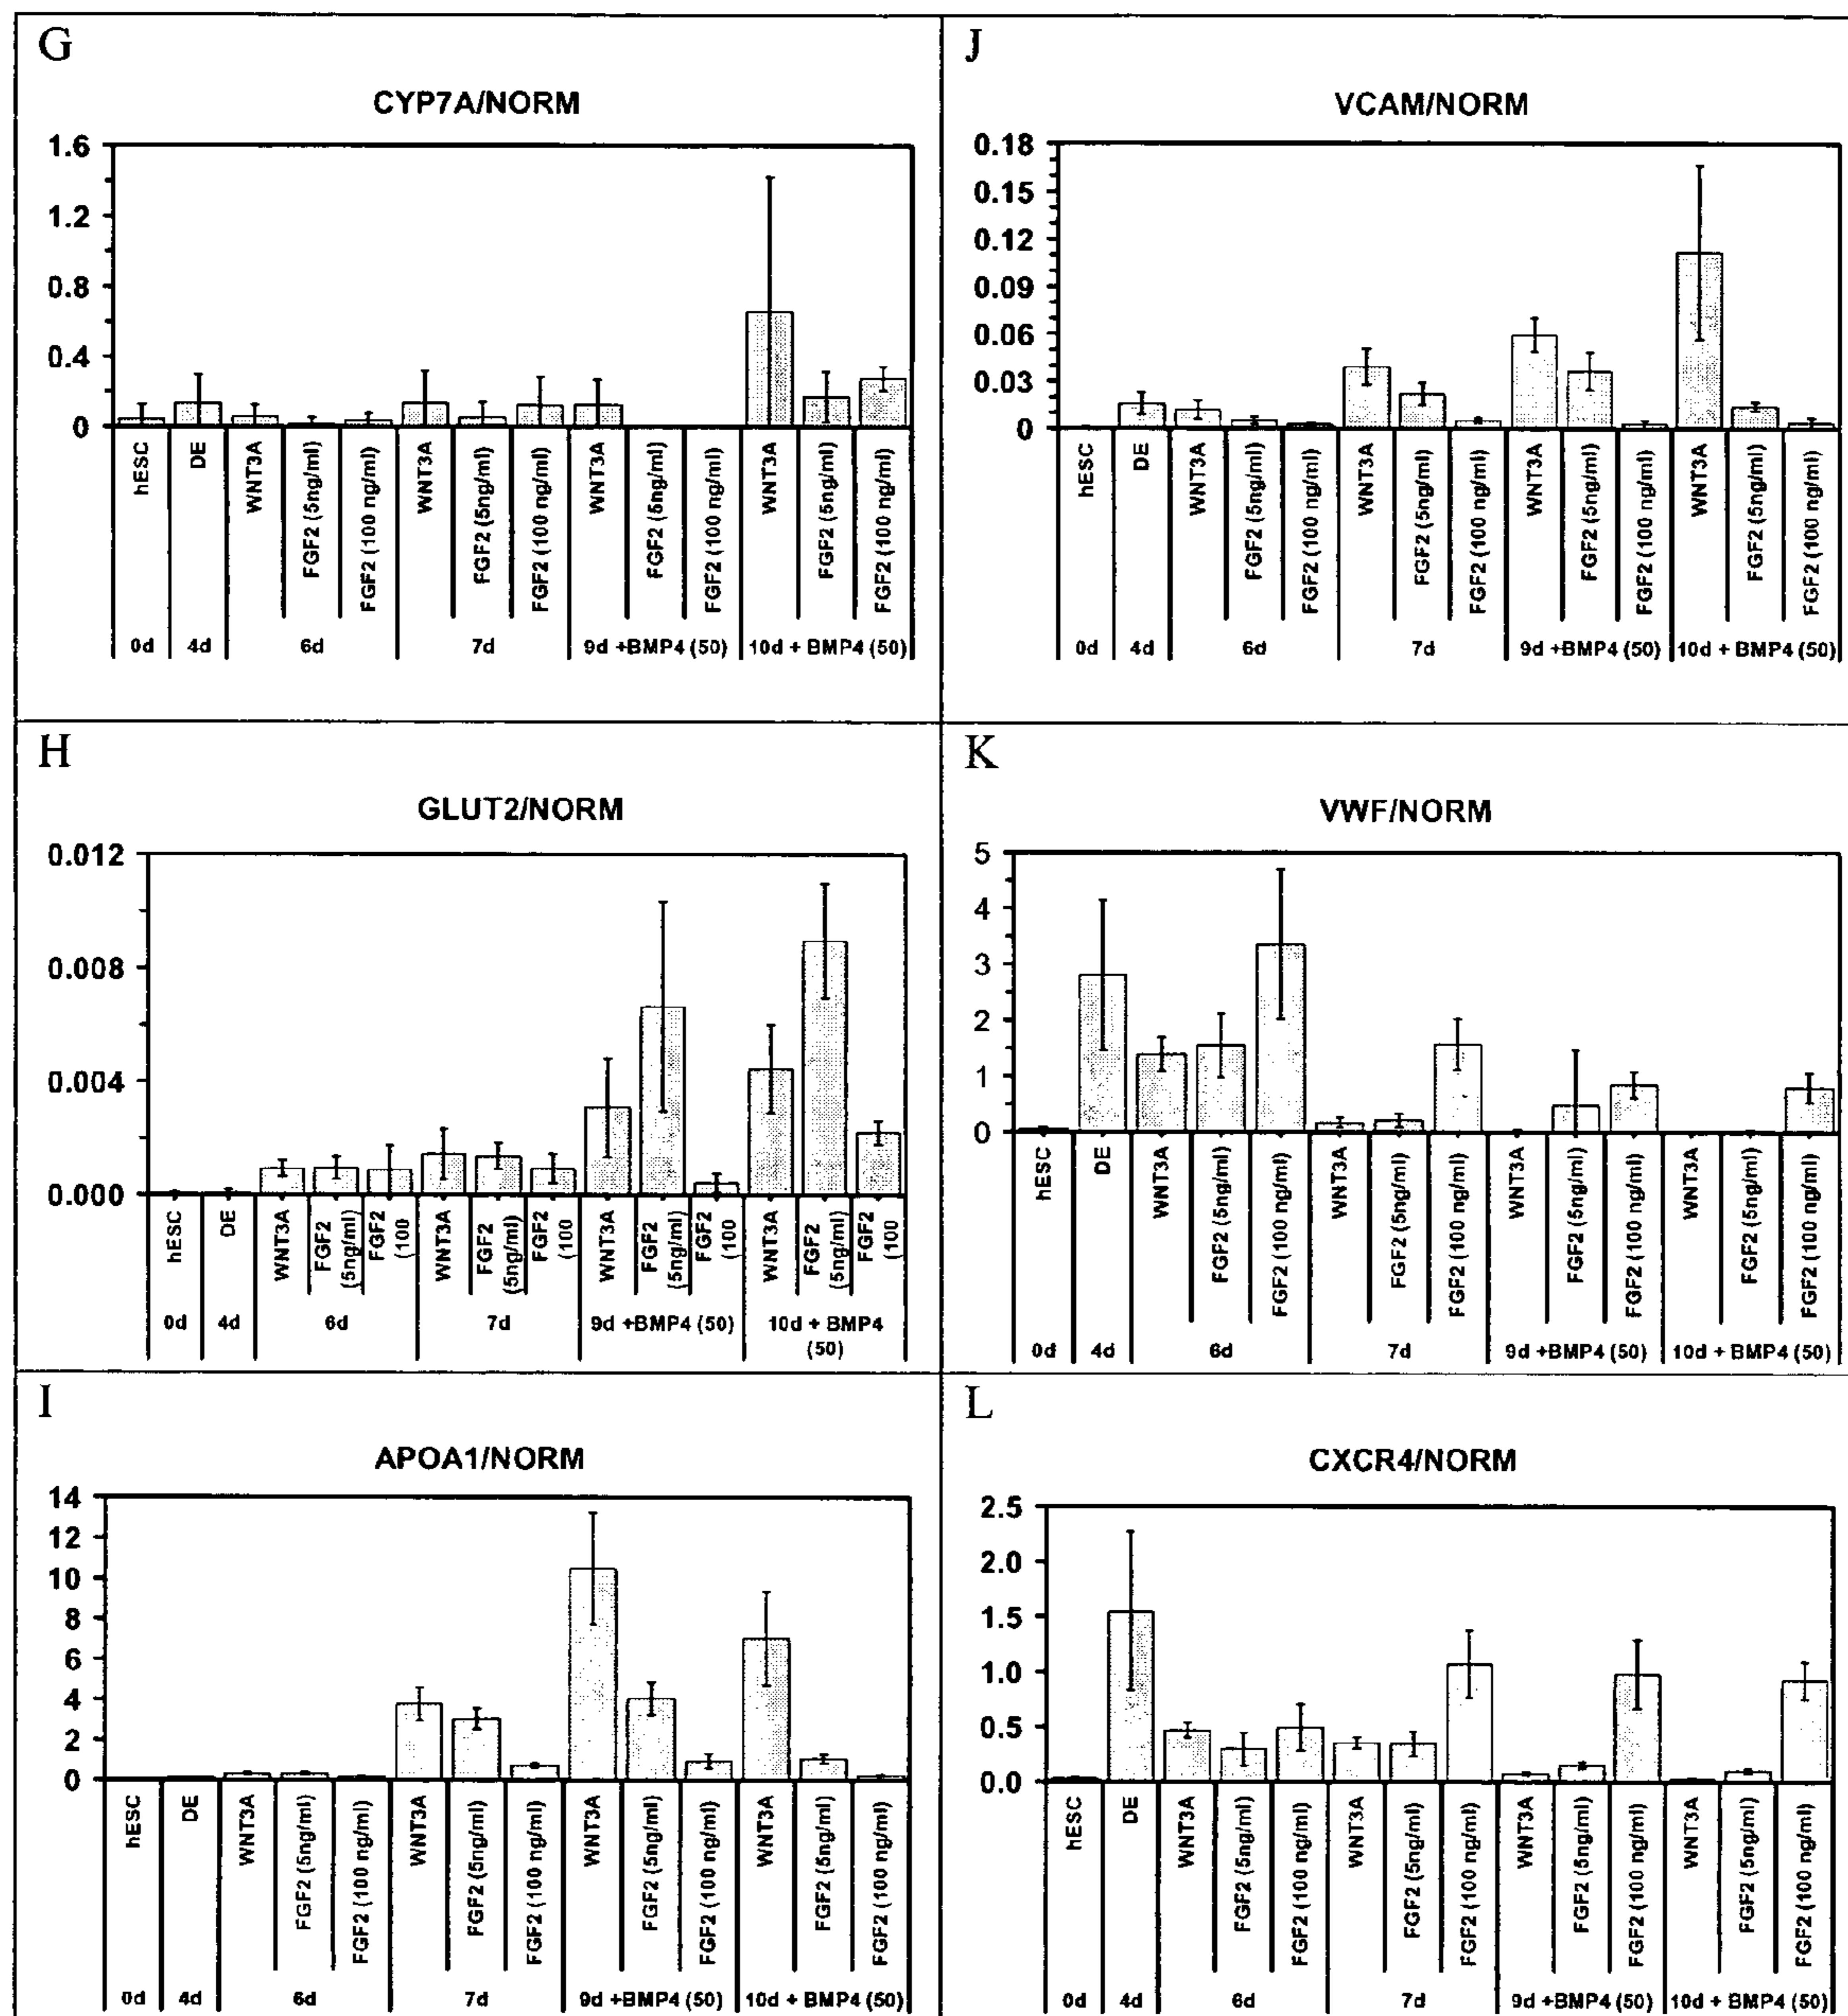 G
CYP7A/NORM
1.6
1.2
0.8
0.4
0
hESC
DE
WNT3A
FGF2 (5ng/ml)
FGF2 (100 ng/ml)
WNT3A
FGF2 (5ng/ml)
FGF2 (100 ng/ml)
WNT3A
FGF2 (5ng/ml)
FGF2 (100 ng/ml)
WNT3A
FGF2 (5ng/ml)
FGF2 (100 ng/ml)
0d 4d 6d 7d 9d +BMP4 (50) 10d + BMP4 (50)
J
VCAM/NORM
0.18
0.15
0.12
0.09
0.06
0.03
0
hESC
DE
WNT3A
FGF2 (5ng/ml)
FGF2 (100 ng/ml)
WNT3A
FGF2 (5ng/ml)
FGF2 (100 ng/ml)
WNT3A
FGF2 (5ng/ml)
FGF2 (100 ng/ml)
WNT3A
FGF2 (5ng/ml)
FGF2 (100 ng/ml)
0d 4d 6d 7d 9d +BMP4 (50) 10d + BMP4 (50)
H
GLUT2/NORM
0.012
0.008
0.004
0.000
hESC
DE
WNT3A
FGF2
(5ng/ml)
FGF2
(100
WNT3A
FGF2
(5ng/ml)
FGF2
(100
WNT3A
FGF2
(5ng/ml)
FGF2
(100
WNT3A
FGF2
(5ng/ml)
FGF2
(100
0d 4d 6d 7d 9d +BMP4 (50) 10d + BMP4
(50)
K
VWF/NORM
5
4
3
2
1
0
hESC
DE
WNT3A
FGF2 (5ng/ml)
FGF2 (100 ng/ml)
WNT3A
FGF2 (5ng/ml)
FGF2 (100 ng/ml)
WNT3A
FGF2 (5ng/ml)
FGF2 (100 ng/ml)
WNT3A
FGF2 (5ng/ml)
FGF2 (100 ng/ml)
0d 4d 6d 7d 9d +BMP4 (50) 10d + BMP4 (50)
I
APOA1/NORM
14
12
10
8
6
4
2
0
hESC
DE
WNT3A
FGF2 (5ng/ml)
FGF2 (100 ng/ml)
WNT3A
FGF2 (5ng/ml)
FGF2 (100 ng/ml)
WNT3A
FGF2 (5ng/ml)
FGF2 (100 ng/ml)
WNT3A
FGF2 (5ng/ml)
FGF2 (100 ng/ml)
0d 4d 6d 7d 9d +BMP4 (50) 10d + BMP4 (50)
L
CXCR4/NORM
2.5
2.0
1.5
1.0
0.5
0.0
hESC
DE
WNT3A
FGF2 (5ng/ml)
FGF2 (100 ng/ml)
WNT3A
FGF2 (5ng/ml)
FGF2 (100 ng/ml)
WNT3A
FGF2 (5ng/ml)
FGF2 (100 ng/ml)
WNT3A
FGF2 (5ng/ml)
FGF2 (100 ng/ml)
0d 4d 6d 7d 9d +BMP4 (50) 10d + BMP4 (50)